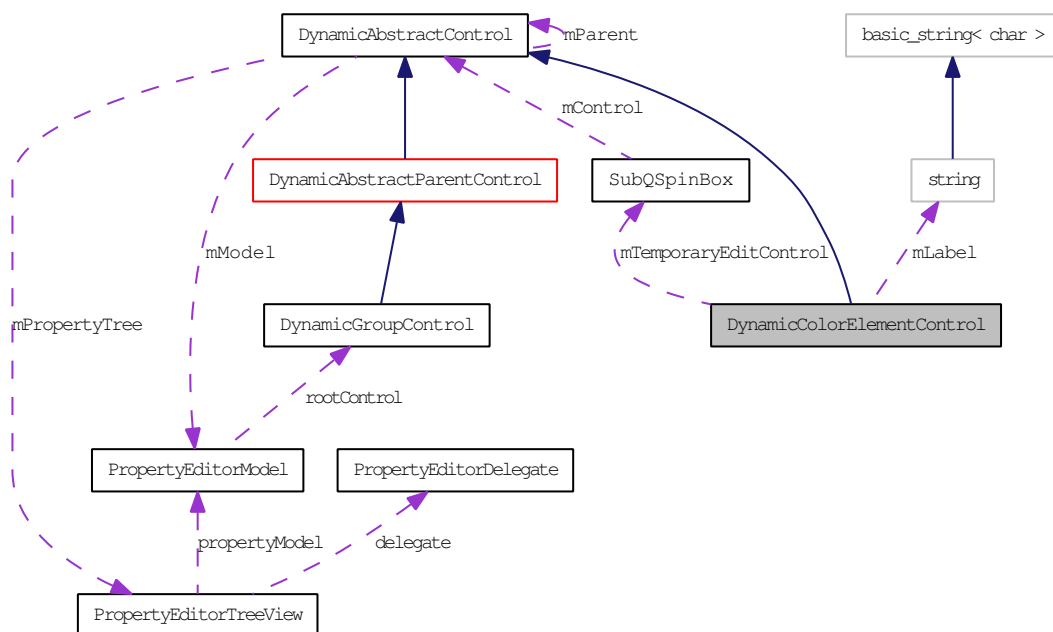 DynamicAbstractControl
mParent
basic_string< char >
mControl
DynamicAbstractParentControl
SubQSpinBox
string
mModel
mTemporaryEditControl
mLabel
mPropertyTree
DynamicGroupControl
DynamicColorElementControl
rootControl
PropertyEditorModel
PropertyEditorDelegate
propertyModel
delegate
PropertyEditorTreeView